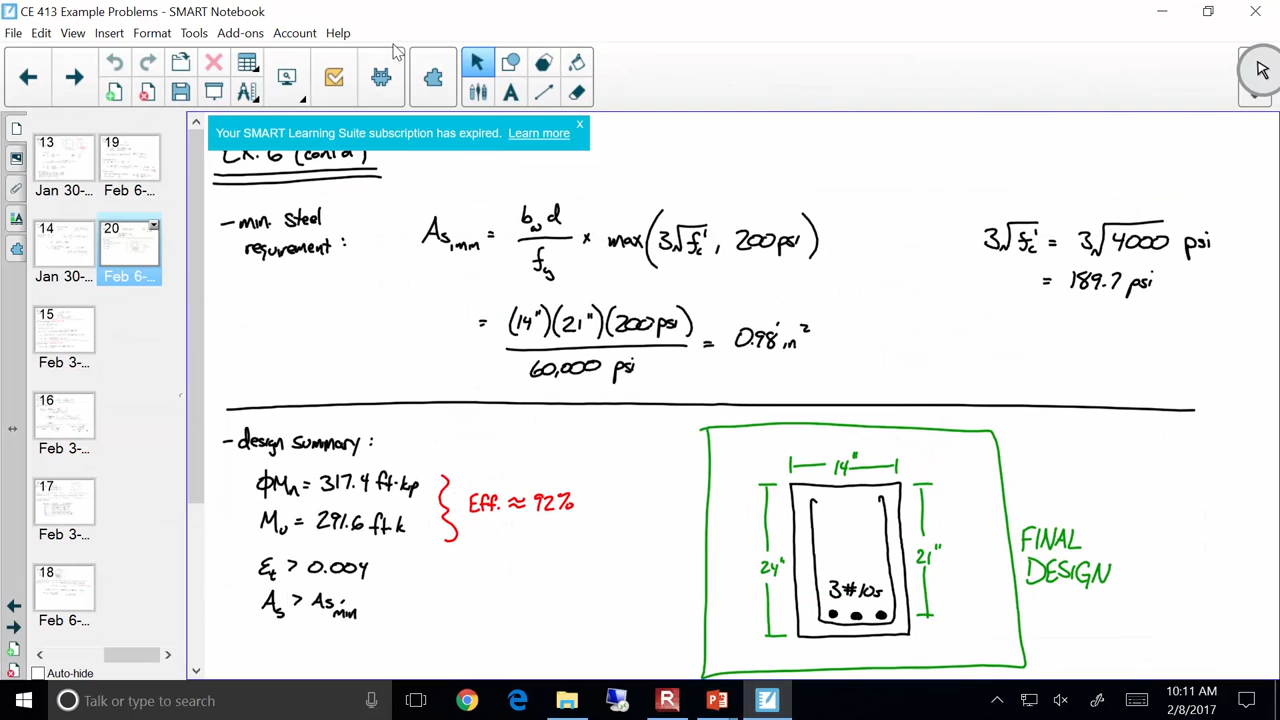 CE 413 Example Problems - SMART Notebook
File Edit View Insert Format Tools Add-ons Account Help
Your SMART Learning Suite subscription has expired. Learn more x
Ex. 6 (cont'd)
13 19
Jan 30-... Feb 6-...
14 20
Jan 30-... Feb 6-...
15
Feb 3-...
16
Feb 3-...
17
Feb 3-...
18
Feb 6-...
Auto-hide
- min. steel
requirement :
As,min = bw d / fy × max(3√f'c , 200 psi)
3√f'c = 3√4000 psi
= 189.7 psi
= (14")(21")(200 psi) / 60,000 psi = 0.98 in²
- design summary :
ϕMn = 317.4 ft·kip
Mu = 291.6 ft·k
Eff. ≈ 92%
εt > 0.004
As > As,min
14"
24"
21"
3#10s
FINAL
DESIGN
Talk or type to search
10:11 AM
2/8/2017